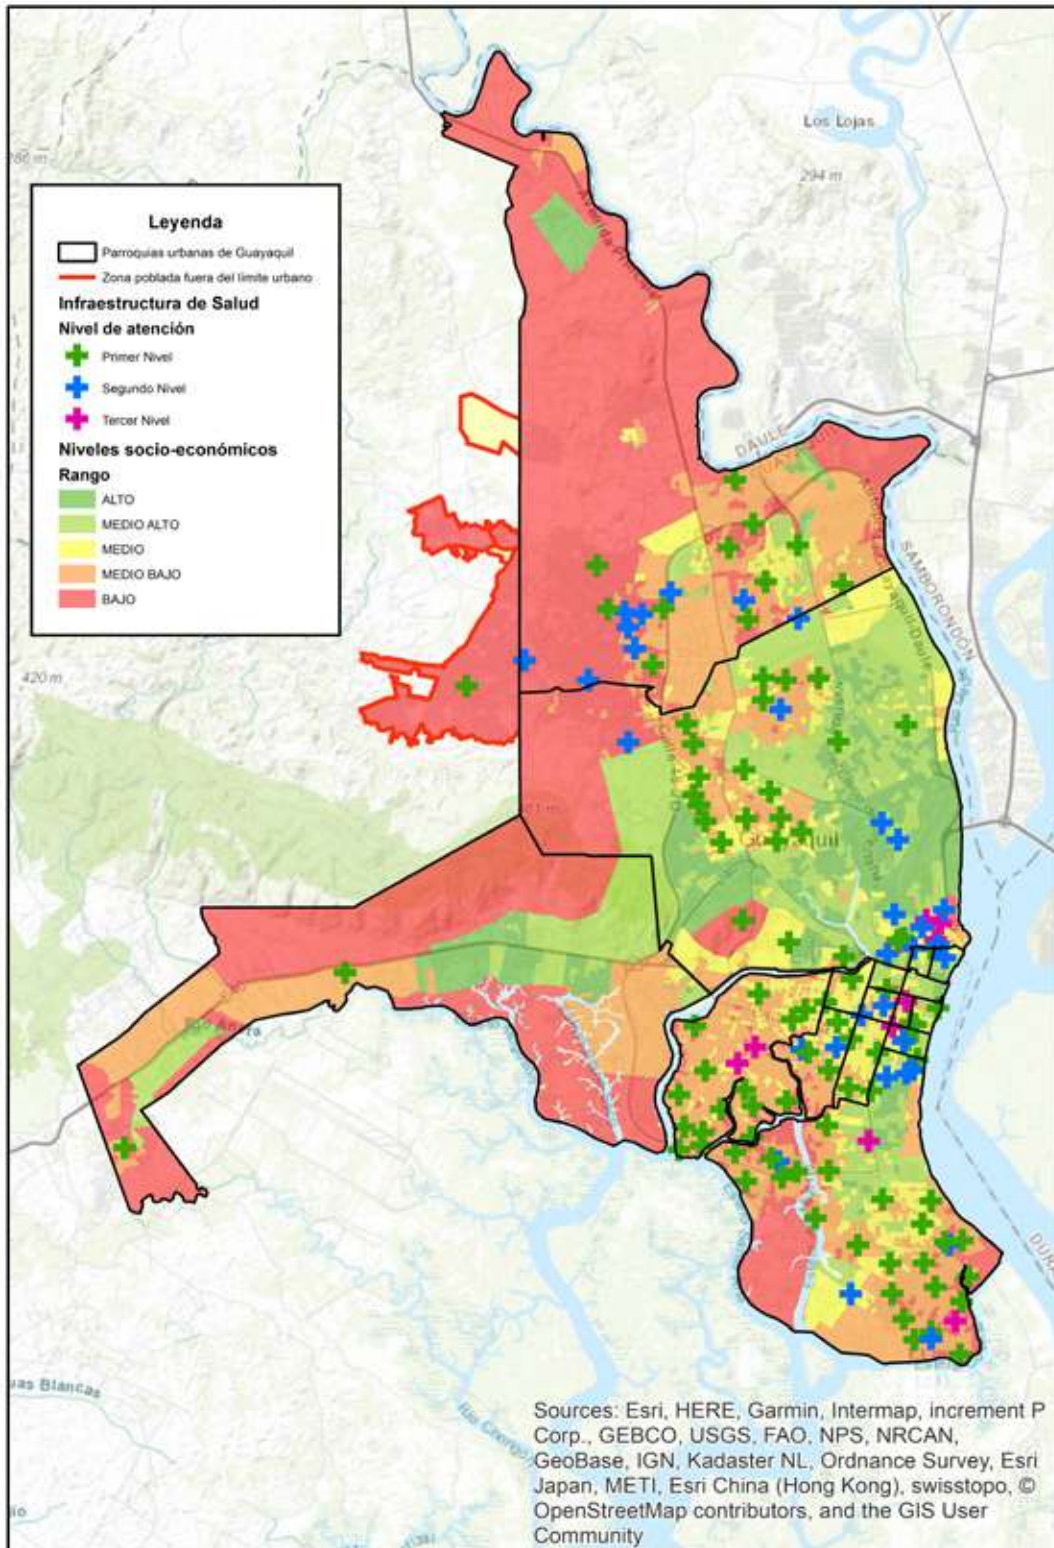 Los Lojas
294 m
Leyenda
Parroquias urbanas de Guayaquil
Zona poblada fuera del límite urbano
Infraestructura de Salud
Nivel de atención
Primer Nivel
Segundo Nivel
Tercer Nivel
Niveles socio-económicos
Rango
ALTO
MEDIO ALTO
MEDIO
MEDIO BAJO
BAJO
Avenida Principal
DAULE
SAMBORONDÓN
420 m
Guayaquil
Sources: Esri, HERE, Garmin, Intermap, increment P
Corp., GEBCO, USGS, FAO, NPS, NRCAN,
GeoBase, IGN, Kadaster NL, Ordnance Survey, Esri
Japan, METI, Esri China (Hong Kong), swisstopo, ©
OpenStreetMap contributors, and the GIS User
Community